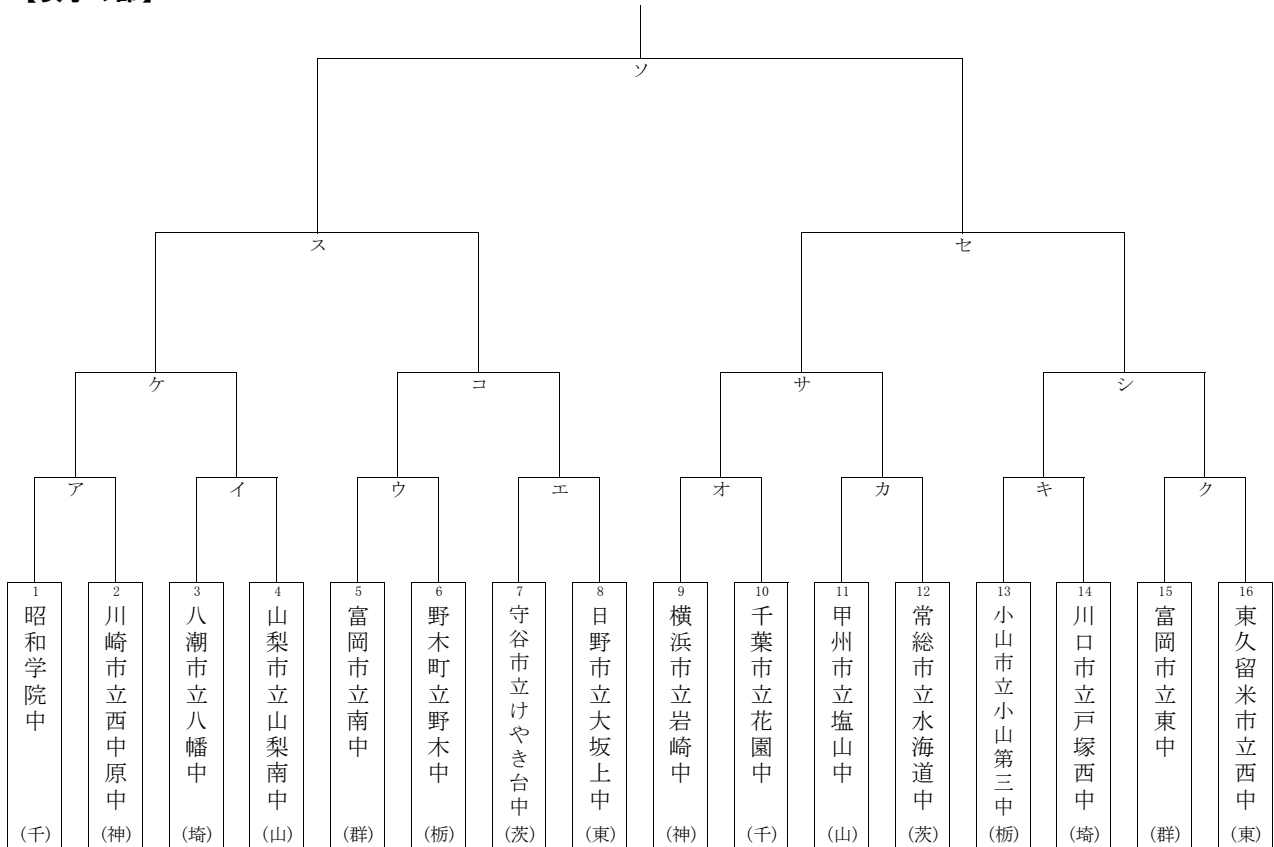 ソ
ス
セ
ケ
コ
サ
シ
ア
イ
ウ
エ
オ
カ
キ
ク
1
昭和学院中
(千)
2
川崎市立西中原中
(神)
3
八潮市立八幡中
(埼)
4
山梨市立山梨南中
(山)
5
富岡市立南中
(群)
6
野木町立野木中
(栃)
7
守谷市立けやき台中
(茨)
8
日野市立大坂上中
(東)
9
横浜市立岩崎中
(神)
10
千葉市立花園中
(千)
11
甲州市立塩山中
(山)
12
常総市立水海道中
(茨)
13
小山市立小山第三中
(栃)
14
川口市立戸塚西中
(埼)
15
富岡市立東中
(群)
16
東久留米市立西中
(東)